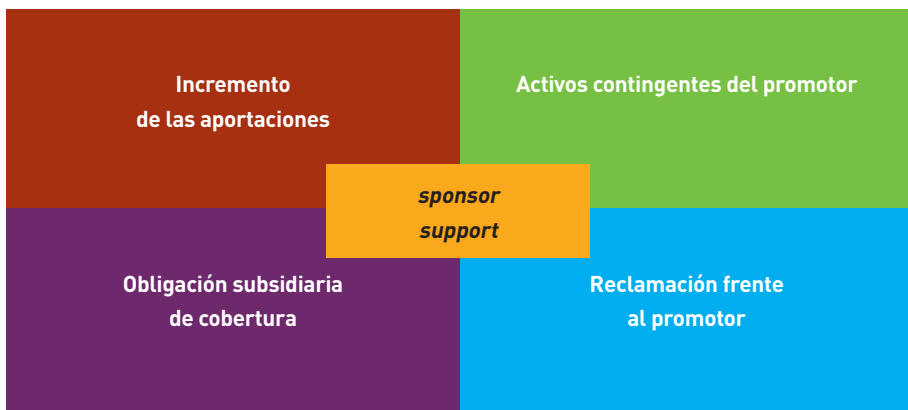 Incremento
de las aportaciones
Activos contingentes del promotor
sponsor
support
Obligación subsidiaria
de cobertura
Reclamación frente
al promotor